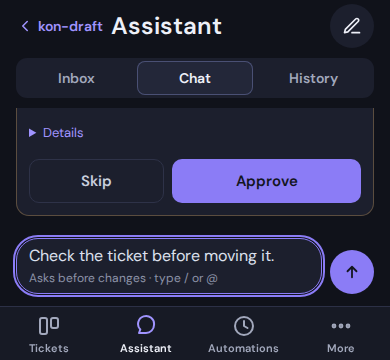 kon-draft Assistant
Inbox Chat History
Details
Skip Approve
Check the ticket before moving it.
Asks before changes · type / or @
Tickets Assistant Automations More